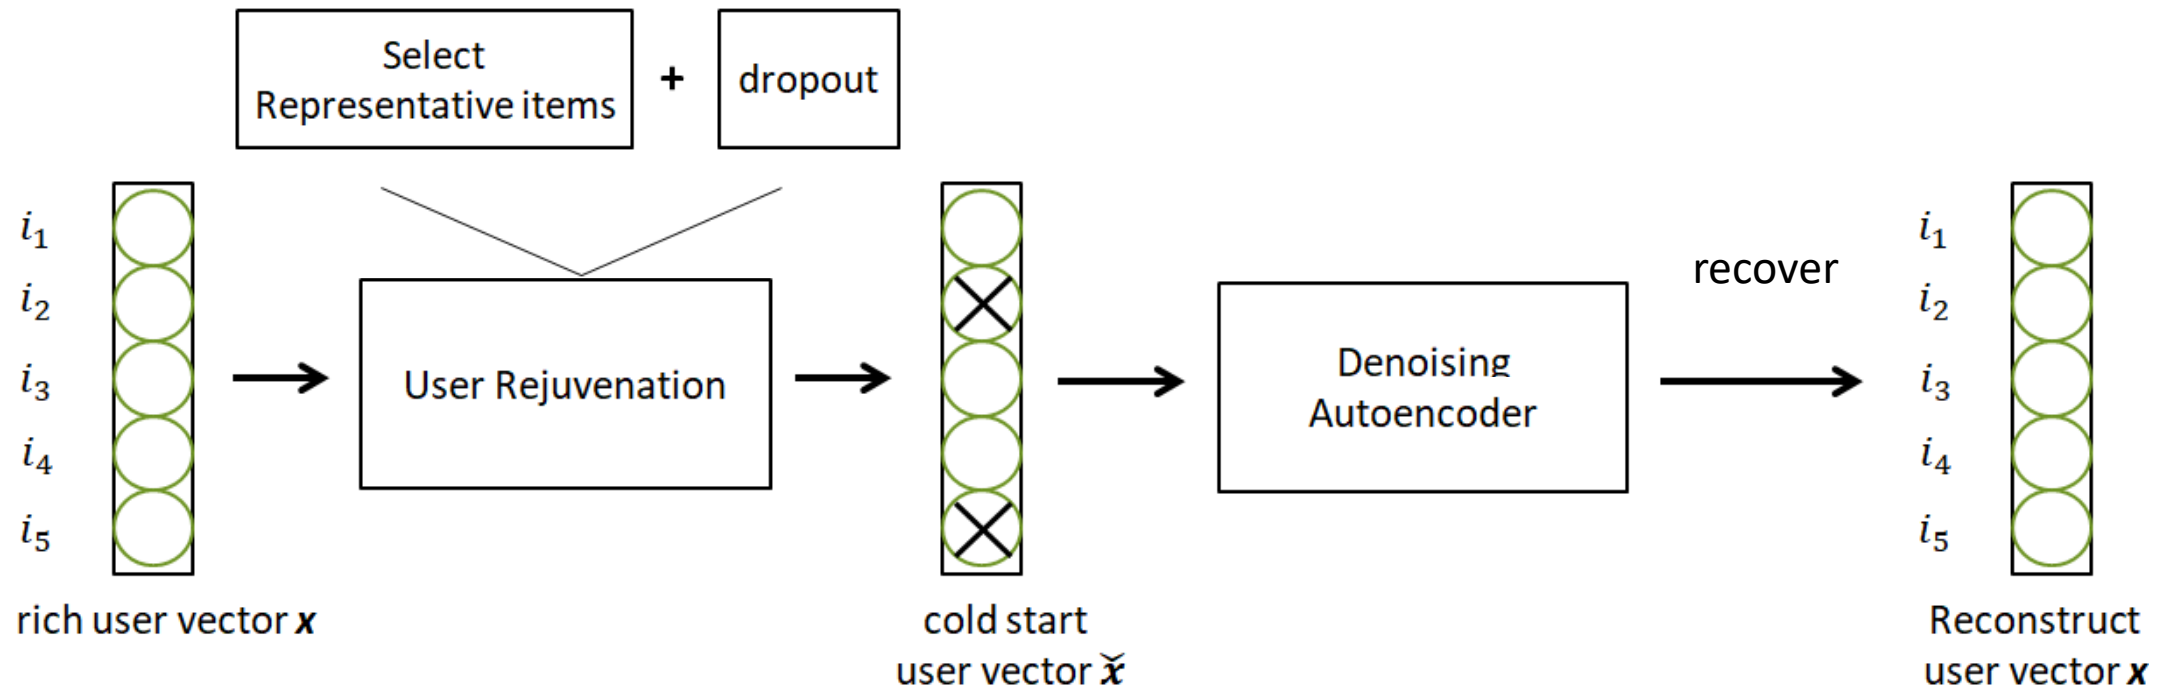 Select
Representative items
+
dropout
i₁
i₂
i₃
i₄
i₅
User Rejuvenation
Denoising
Autoencoder
recover
i₁
i₂
i₃
i₄
i₅
rich user vector x
cold start
user vector x̌
Reconstruct
user vector x